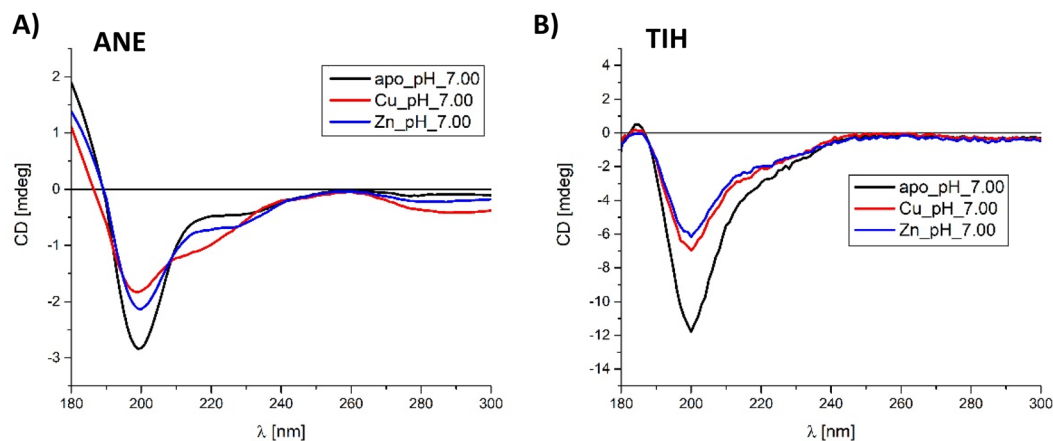 A)
ANE
2
1
0
-1
-2
-3
CD [mdeg]
apo_pH_7.00
Cu_pH_7.00
Zn_pH_7.00
180 200 220 240 260 280 300
λ [nm]
B)
TIH
4
2
0
-2
-4
-6
-8
-10
-12
-14
CD [mdeg]
apo_pH_7.00
Cu_pH_7.00
Zn_pH_7.00
180 200 220 240 260 280 300
λ [nm]